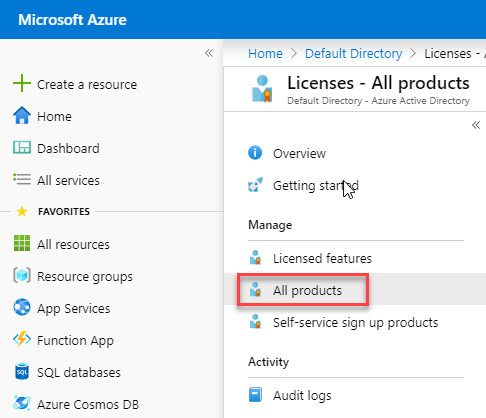 Microsoft Azure
«
Create a resource
Home
Dashboard
All services
FAVORITES
All resources
Resource groups
App Services
Function App
SQL databases
Azure Cosmos DB
Home > Default Directory > Licenses -
Licenses - All products
Default Directory - Azure Active Directory
«
Overview
Getting started
Manage
Licensed features
All products
Self-service sign up products
Activity
Audit logs